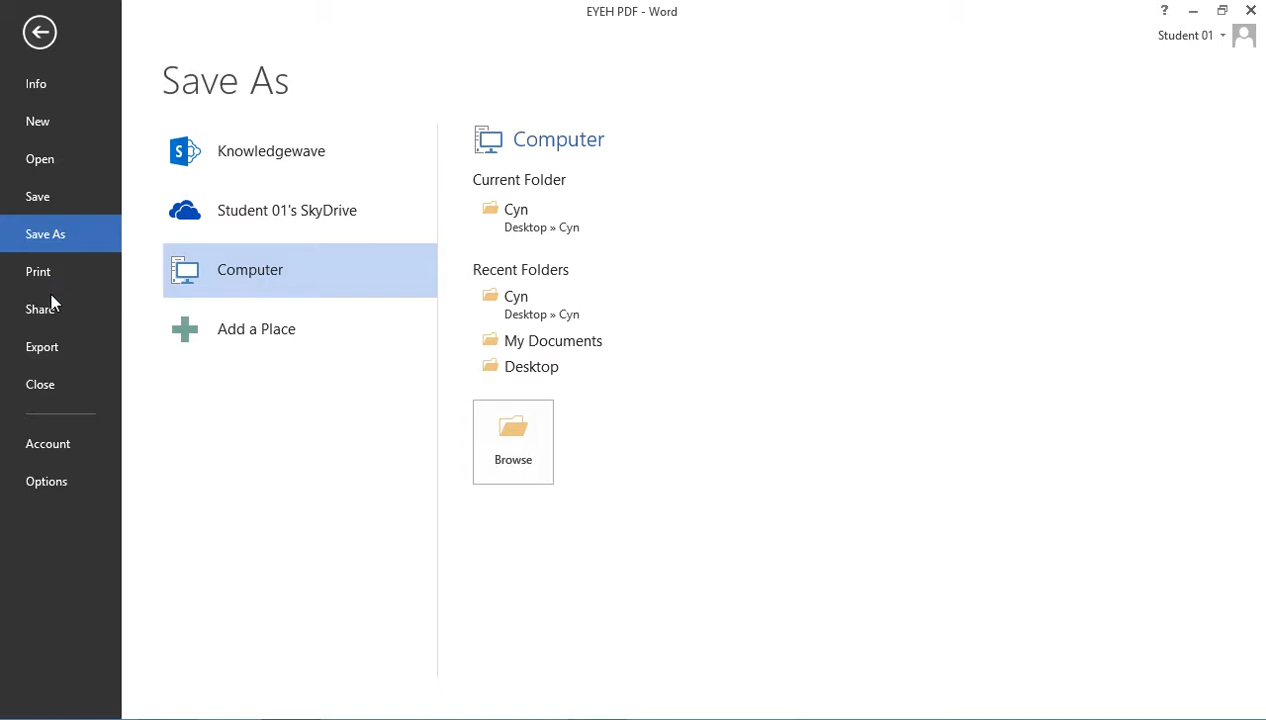 EYEH PDF - Word
?
Student 01
Info
New
Open
Save
Save As
Print
Share
Export
Close
Account
Options
Save As
S
Knowledgewave
Student 01's SkyDrive
Computer
Add a Place
Computer
Current Folder
Cyn
Desktop » Cyn
Recent Folders
Cyn
Desktop » Cyn
My Documents
Desktop
Browse